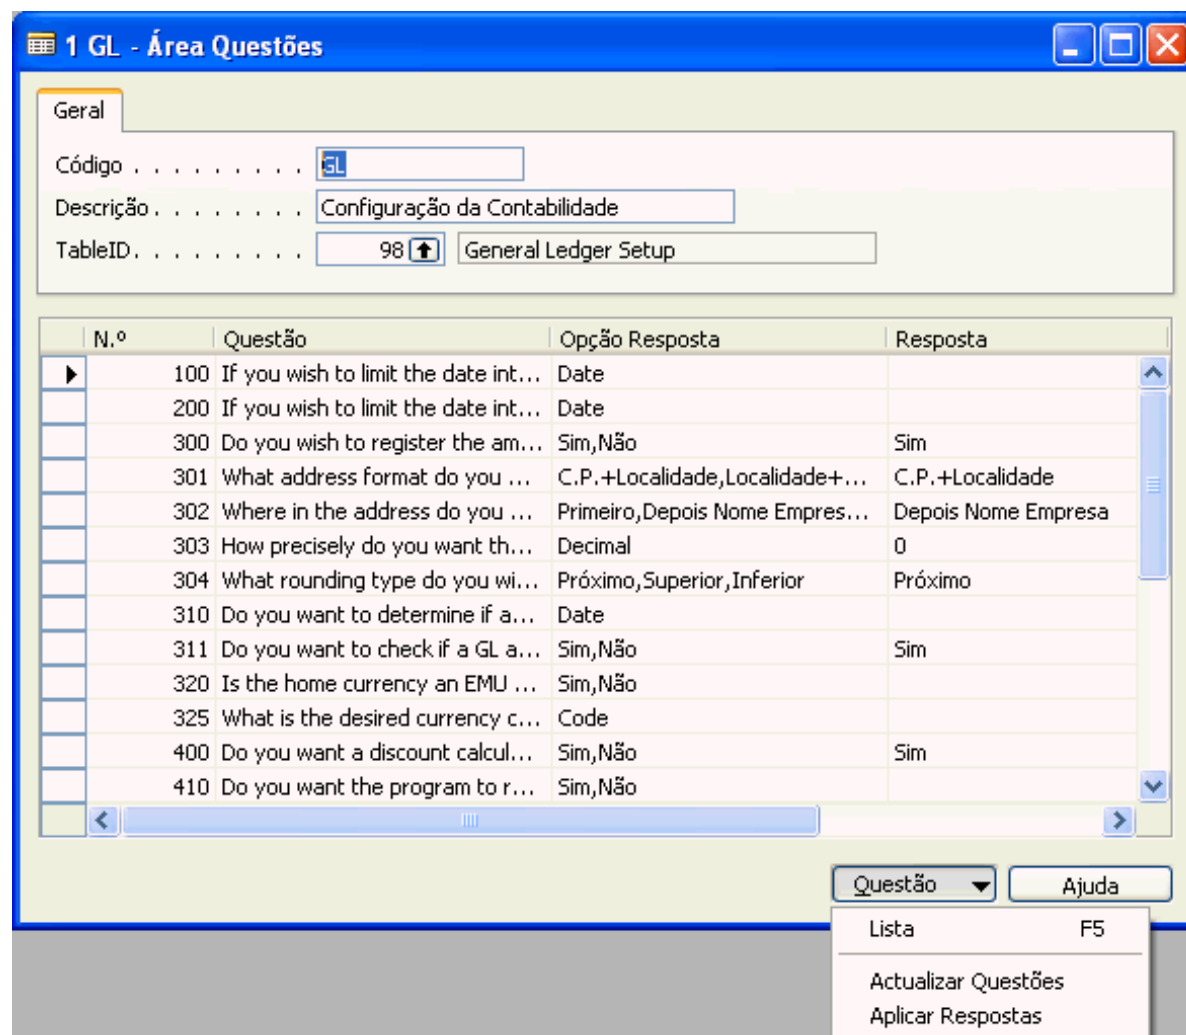 1 GL - Área Questões
Geral
Código . . . . . . . . . GL
Descrição . . . . . . . . Configuração da Contabilidade
TableID. . . . . . . . . . 98 General Ledger Setup
N.º Questão Opção Resposta Resposta
100 If you wish to limit the date int... Date
200 If you wish to limit the date int... Date
300 Do you wish to register the am... Sim,Não Sim
301 What address format do you ... C.P.+Localidade,Localidade+... C.P.+Localidade
302 Where in the address do you ... Primeiro,Depois Nome Empres... Depois Nome Empresa
303 How precisely do you want th... Decimal 0
304 What rounding type do you wi... Próximo,Superior,Inferior Próximo
310 Do you want to determine if a... Date
311 Do you want to check if a GL a... Sim,Não Sim
320 Is the home currency an EMU ... Sim,Não
325 What is the desired currency c... Code
400 Do you want a discount calcul... Sim,Não Sim
410 Do you want the program to r... Sim,Não
Questão Ajuda
Lista F5
Actualizar Questões
Aplicar Respostas